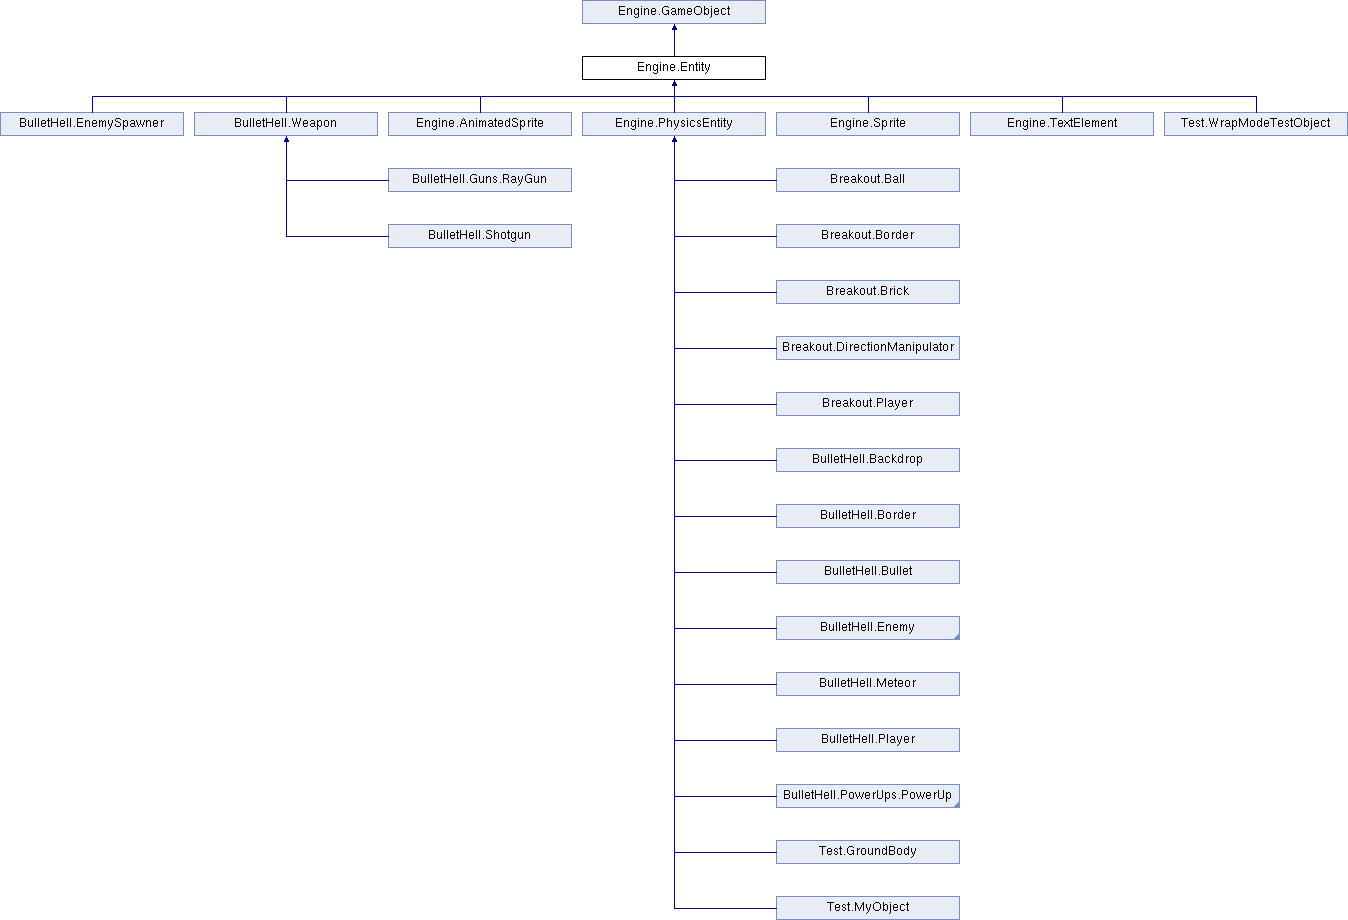 Engine.GameObject
Engine.Entity
BulletHell.EnemySpawner
BulletHell.Weapon
Engine.AnimatedSprite
Engine.PhysicsEntity
Engine.Sprite
Engine.TextElement
Test.WrapModeTestObject
BulletHell.Guns.RayGun
Breakout.Ball
BulletHell.Shotgun
Breakout.Border
Breakout.Brick
Breakout.DirectionManipulator
Breakout.Player
BulletHell.Backdrop
BulletHell.Border
BulletHell.Bullet
BulletHell.Enemy
BulletHell.Meteor
BulletHell.Player
BulletHell.PowerUps.PowerUp
Test.GroundBody
Test.MyObject